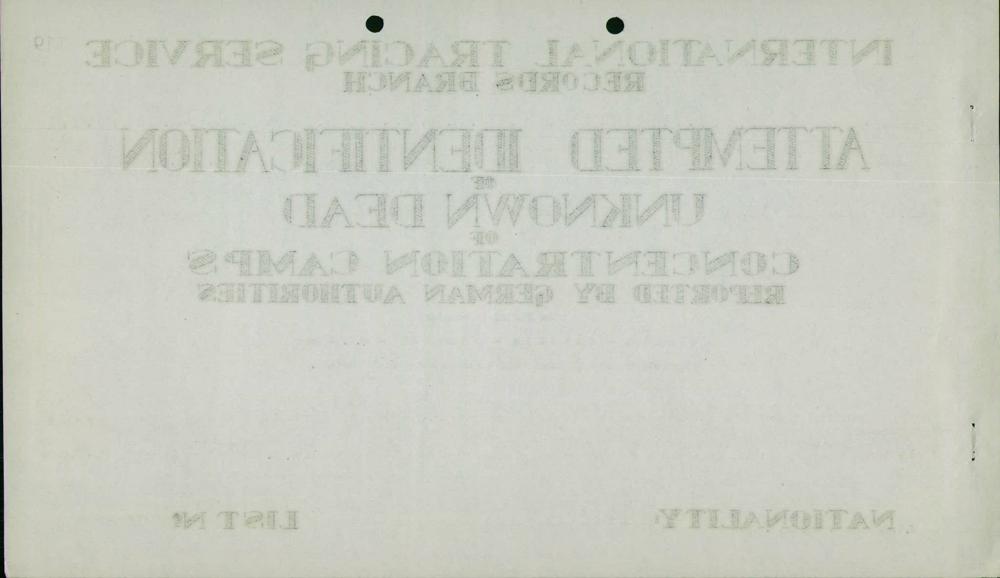 INTERNATIONAL TRACING SERVICE
RECORDS BRANCH
ATTEMPTED IDENTIFICATION
OF
UNKNOWN DEAD
OF
CONCENTRATION CAMPS
REPORTED BY GERMAN AUTHORITIES
NATIONALITY: LIST Nº